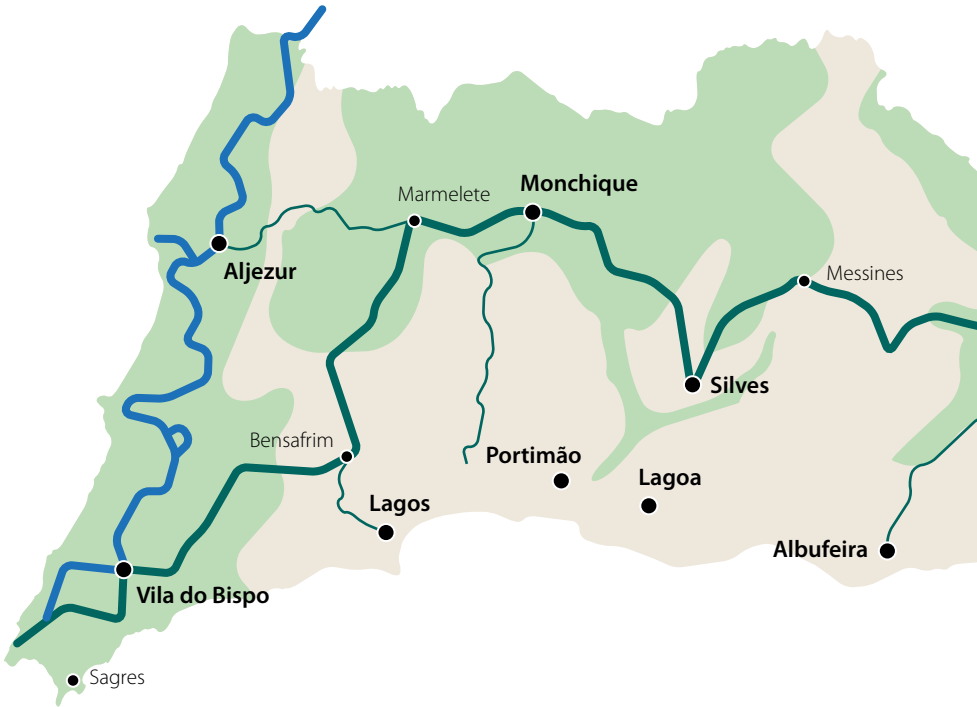 Monchique
Marmelete
Aljezur
Messines
Silves
Bensafrim
Portimão
Lagoa
Lagos
Albufeira
Vila do Bispo
Sagres